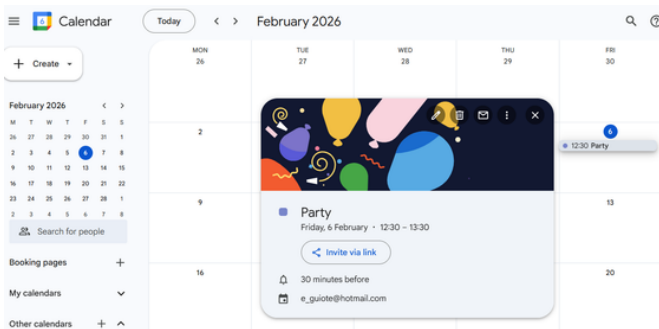 Calendar
Today
February 2026
MON
26
TUE
27
WED
28
THU
29
FRI
30
Create
February 2026
M T W T F S S
26 27 28 29 30 31 1
2 3 4 5 6 7 8
9 10 11 12 13 14 15
16 17 18 19 20 21 22
23 24 25 26 27 28 1
2 3 4 5 6 7 8
Search for people
Booking pages
My calendars
Other calendars
2
6
12:30 Party
9
13
16
20
Party
Friday, 6 February • 12:30 – 13:30
Invite via link
30 minutes before
e_guiote@hotmail.com